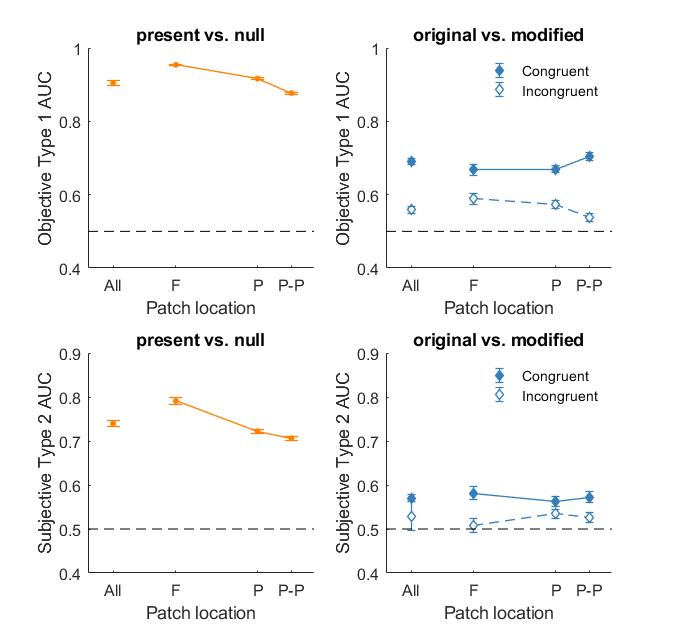 present vs. null
Objective Type 1 AUC
1
0.8
0.6
0.4
All F P P-P
Patch location
original vs. modified
Objective Type 1 AUC
1
0.8
0.6
0.4
Congruent
Incongruent
All F P P-P
Patch location
present vs. null
Subjective Type 2 AUC
0.9
0.8
0.7
0.6
0.5
0.4
All F P P-P
Patch location
original vs. modified
Subjective Type 2 AUC
0.9
0.8
0.7
0.6
0.5
0.4
Congruent
Incongruent
All F P P-P
Patch location